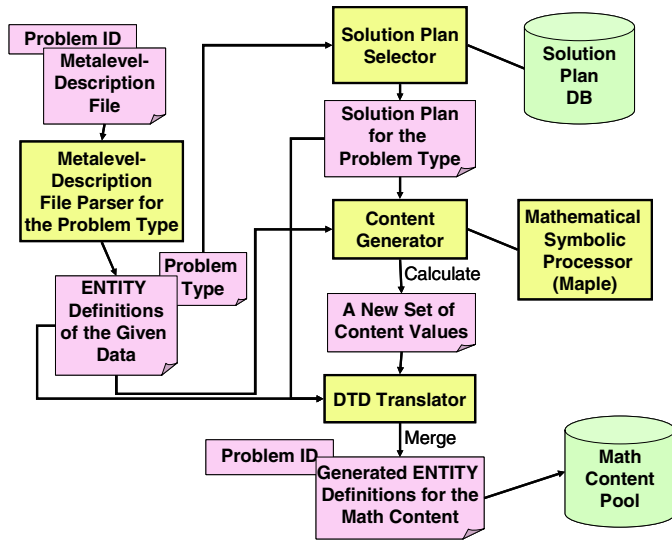 Problem ID
Metalevel-
Description
File
Solution Plan
Selector
Solution
Plan
DB
Metalevel-
Description
File Parser for
the Problem Type
Solution Plan
for the
Problem Type
Content
Generator
Mathematical
Symbolic
Processor
(Maple)
Problem
Type
ENTITY
Definitions
of the Given
Data
Calculate
A New Set of
Content Values
DTD Translator
Merge
Problem ID
Generated ENTITY
Definitions for the
Math Content
Math
Content
Pool